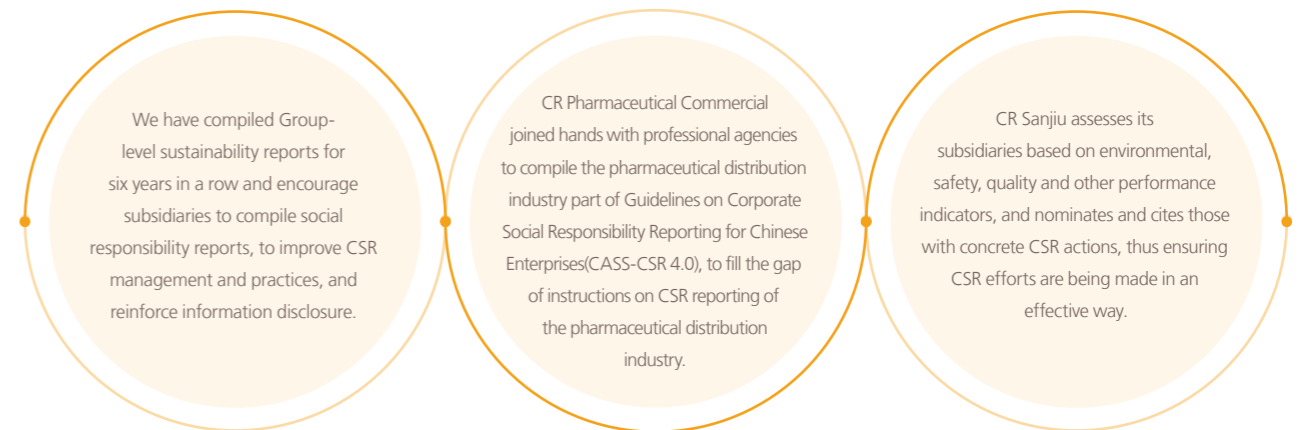 We have compiled Group-
level sustainability reports for
six years in a row and encourage
subsidiaries to compile social
responsibility reports, to improve CSR
management and practices, and
reinforce information disclosure.
CR Pharmaceutical Commercial
joined hands with professional agencies
to compile the pharmaceutical distribution
industry part of Guidelines on Corporate
Social Responsibility Reporting for Chinese
Enterprises(CASS-CSR 4.0), to fill the gap
of instructions on CSR reporting of
the pharmaceutical distribution
industry.
CR Sanjiu assesses its
subsidiaries based on environmental,
safety, quality and other performance
indicators, and nominates and cites those
with concrete CSR actions, thus ensuring
CSR efforts are being made in an
effective way.